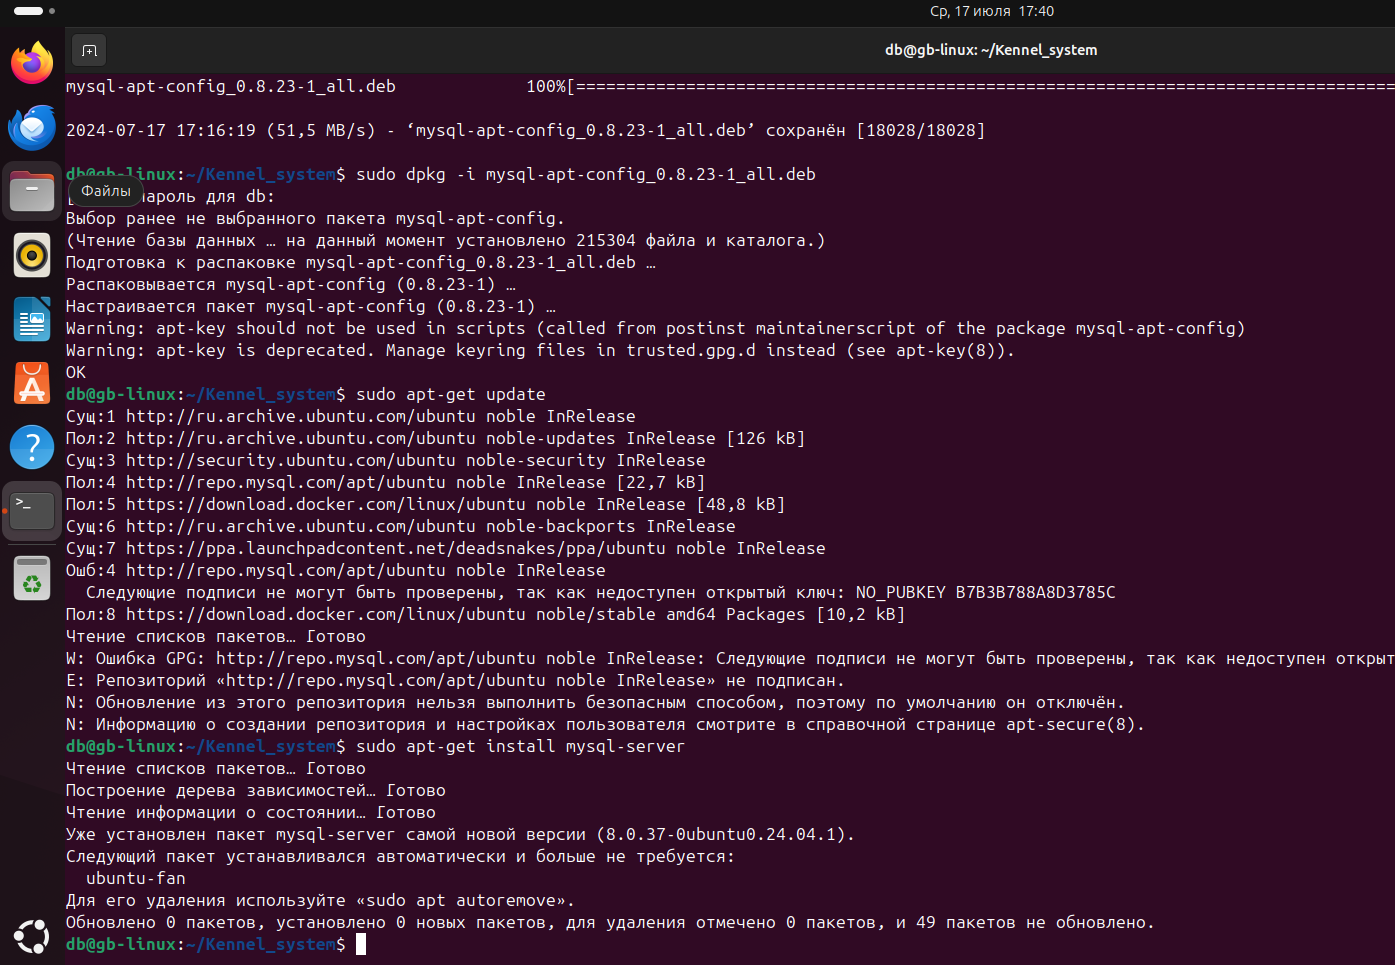 Ср, 17 июля 17:40
db@gb-linux: ~/Kennel_system
mysql-apt-config_0.8.23-1_all.deb 100%[==================================================================================
2024-07-17 17:16:19 (51,5 MB/s) - ‘mysql-apt-config_0.8.23-1_all.deb’ сохранён [18028/18028]
db@gb-linux:~/Kennel_system$ sudo dpkg -i mysql-apt-config_0.8.23-1_all.deb
Файлы
пароль для db:
Выбор ранее не выбранного пакета mysql-apt-config.
(Чтение базы данных … на данный момент установлено 215304 файла и каталога.)
Подготовка к распаковке mysql-apt-config_0.8.23-1_all.deb …
Распаковывается mysql-apt-config (0.8.23-1) …
Настраивается пакет mysql-apt-config (0.8.23-1) …
Warning: apt-key should not be used in scripts (called from postinst maintainerscript of the package mysql-apt-config)
Warning: apt-key is deprecated. Manage keyring files in trusted.gpg.d instead (see apt-key(8)).
OK
db@gb-linux:~/Kennel_system$ sudo apt-get update
Сущ:1 http://ru.archive.ubuntu.com/ubuntu noble InRelease
Пол:2 http://ru.archive.ubuntu.com/ubuntu noble-updates InRelease [126 kB]
Сущ:3 http://security.ubuntu.com/ubuntu noble-security InRelease
Пол:4 http://repo.mysql.com/apt/ubuntu noble InRelease [22,7 kB]
Пол:5 https://download.docker.com/linux/ubuntu noble InRelease [48,8 kB]
Сущ:6 http://ru.archive.ubuntu.com/ubuntu noble-backports InRelease
Сущ:7 https://ppa.launchpadcontent.net/deadsnakes/ppa/ubuntu noble InRelease
Ошб:4 http://repo.mysql.com/apt/ubuntu noble InRelease
Следующие подписи не могут быть проверены, так как недоступен открытый ключ: NO_PUBKEY B7B3B788A8D3785C
Пол:8 https://download.docker.com/linux/ubuntu noble/stable amd64 Packages [10,2 kB]
Чтение списков пакетов… Готово
W: Ошибка GPG: http://repo.mysql.com/apt/ubuntu noble InRelease: Следующие подписи не могут быть проверены, так как недоступен открыт
E: Репозиторий «http://repo.mysql.com/apt/ubuntu noble InRelease» не подписан.
N: Обновление из этого репозитория нельзя выполнить безопасным способом, поэтому по умолчанию он отключён.
N: Информацию о создании репозитория и настройках пользователя смотрите в справочной странице apt-secure(8).
db@gb-linux:~/Kennel_system$ sudo apt-get install mysql-server
Чтение списков пакетов… Готово
Построение дерева зависимостей… Готово
Чтение информации о состоянии… Готово
Уже установлен пакет mysql-server самой новой версии (8.0.37-0ubuntu0.24.04.1).
Следующий пакет устанавливался автоматически и больше не требуется:
ubuntu-fan
Для его удаления используйте «sudo apt autoremove».
Обновлено 0 пакетов, установлено 0 новых пакетов, для удаления отмечено 0 пакетов, и 49 пакетов не обновлено.
db@gb-linux:~/Kennel_system$